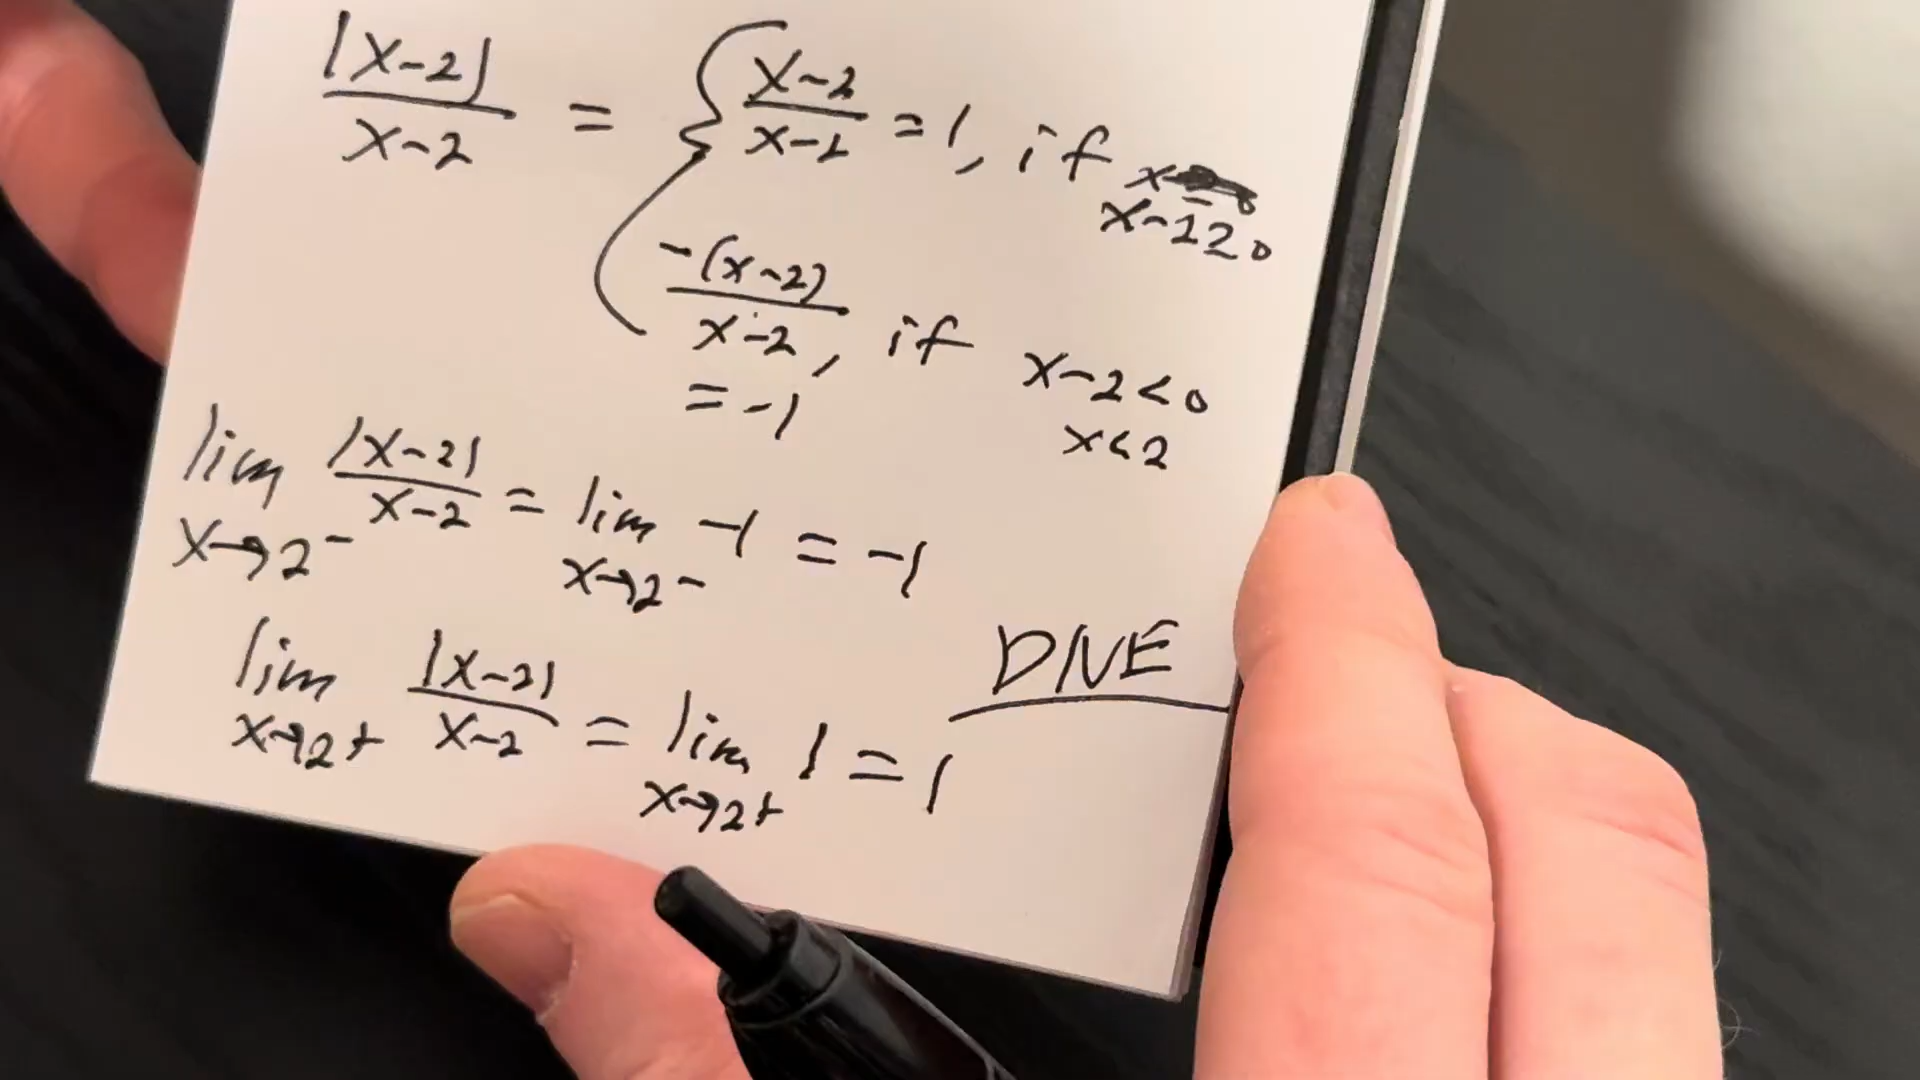 |x-2| / x-2 = { x-2 / x-2 = 1, if x-2≥0
-(x-2) / x-2, if x-2<0
= -1 x<2
lim x→2⁻ |x-2| / x-2 = lim x→2⁻ -1 = -1
lim x→2+ |x-2| / x-2 = lim x→2+ 1 = 1
DNE